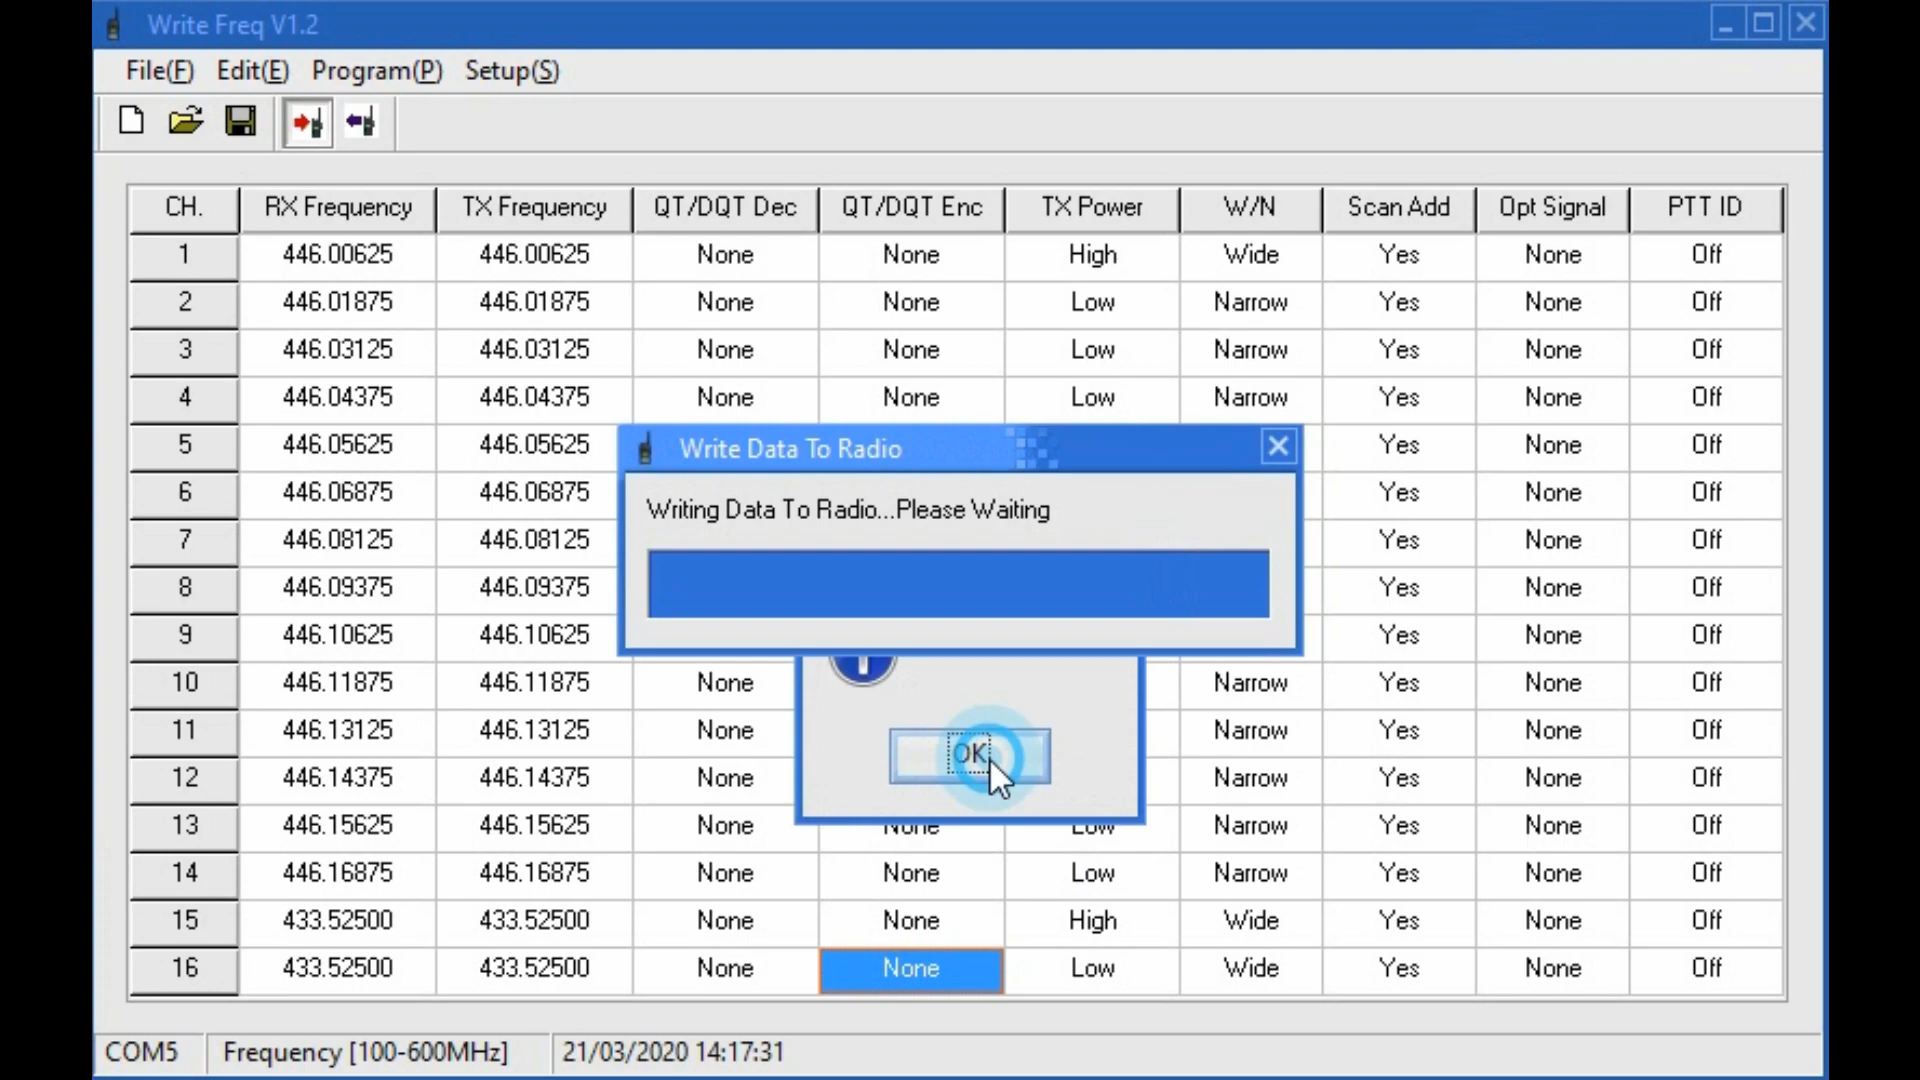 Write Freq V1.2
File(F) Edit(E) Program(P) Setup(S)
CH. RX Frequency TX Frequency QT/DQT Dec QT/DQT Enc TX Power W/N Scan Add Opt Signal PTT ID
1 446.00625 446.00625 None None High Wide Yes None Off
2 446.01875 446.01875 None None Low Narrow Yes None Off
3 446.03125 446.03125 None None Low Narrow Yes None Off
4 446.04375 446.04375 None None Low Narrow Yes None Off
5 446.05625 446.05625 Yes None Off
Write Data To Radio
6 446.06875 446.06875 Yes None Off
Writing Data To Radio...Please Waiting
7 446.08125 446.08125 Yes None Off
8 446.09375 446.09375 Yes None Off
9 446.10625 446.10625 Yes None Off
10 446.11875 446.11875 None Narrow Yes None Off
11 446.13125 446.13125 None Narrow Yes None Off
OK
12 446.14375 446.14375 None Narrow Yes None Off
13 446.15625 446.15625 None None Low Narrow Yes None Off
14 446.16875 446.16875 None None Low Narrow Yes None Off
15 433.52500 433.52500 None None High Wide Yes None Off
16 433.52500 433.52500 None None Low Wide Yes None Off
COM5 Frequency [100-600MHz] 21/03/2020 14:17:31